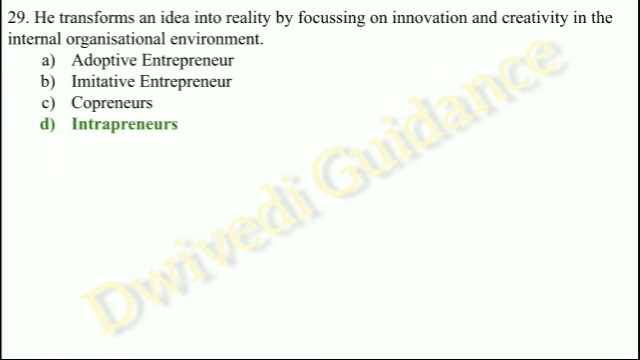 29. He transforms an idea into reality by focussing on innovation and creativity in the
internal organisational environment.
a) Adoptive Entrepreneur
b) Imitative Entrepreneur
c) Copreneurs
d) Intrapreneurs
Dwivedi Guidance